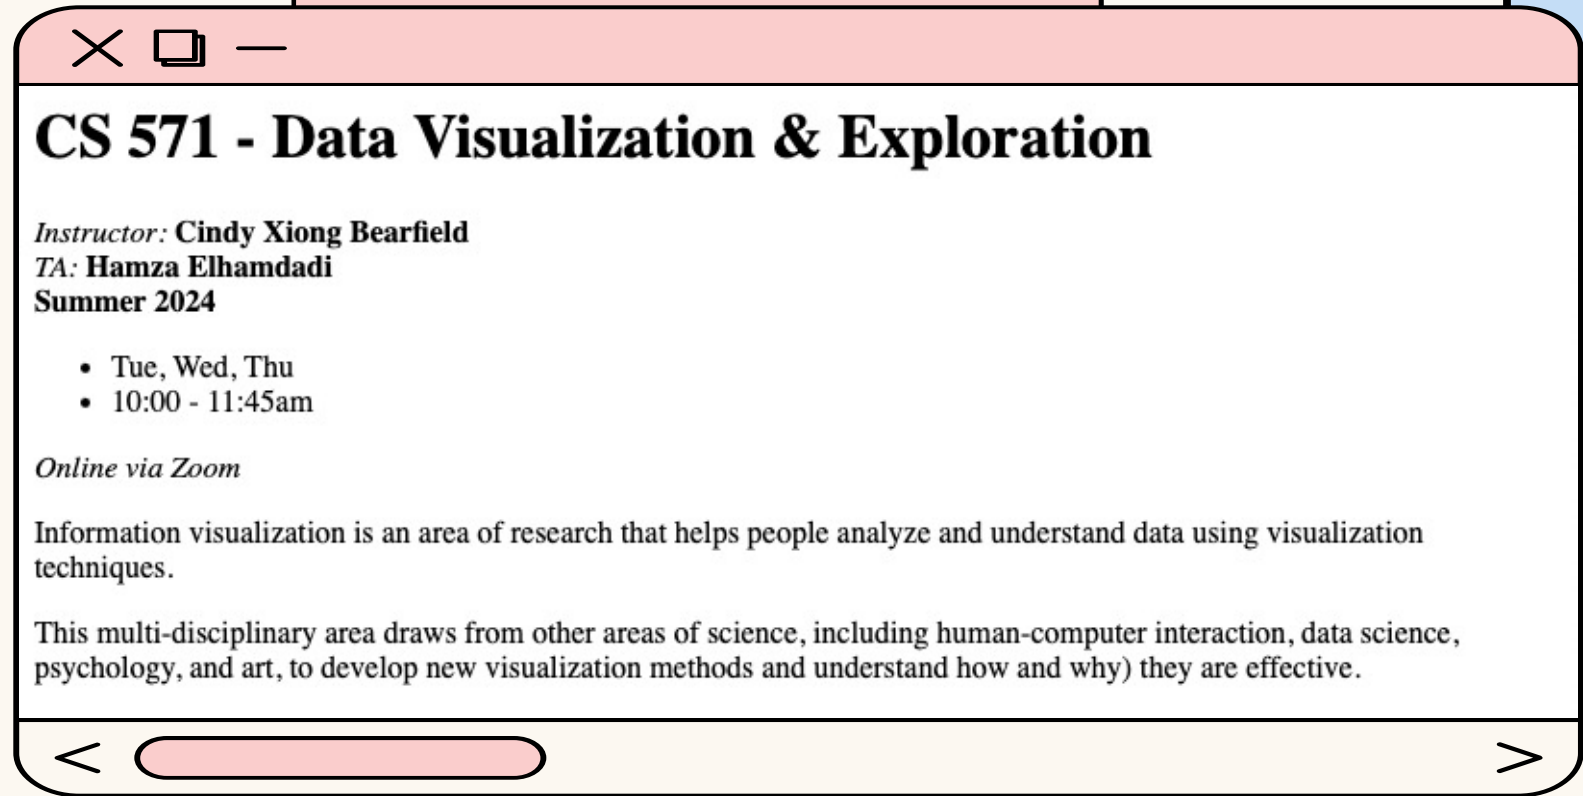 CS 571 - Data Visualization & Exploration
Instructor: Cindy Xiong Bearfield
TA: Hamza Elhamdadi
Summer 2024
• Tue, Wed, Thu
• 10:00 - 11:45am
Online via Zoom
Information visualization is an area of research that helps people analyze and understand data using visualization
techniques.
This multi-disciplinary area draws from other areas of science, including human-computer interaction, data science,
psychology, and art, to develop new visualization methods and understand how and why) they are effective.